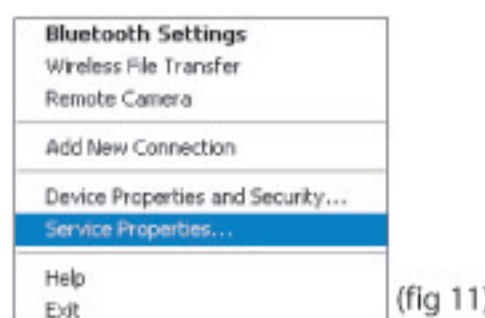 Bluetooth Settings
Wireless File Transfer
Remote Camera
Add New Connection
Device Properties and Security...
Service Properties...
Help
Exit
(fig 11)